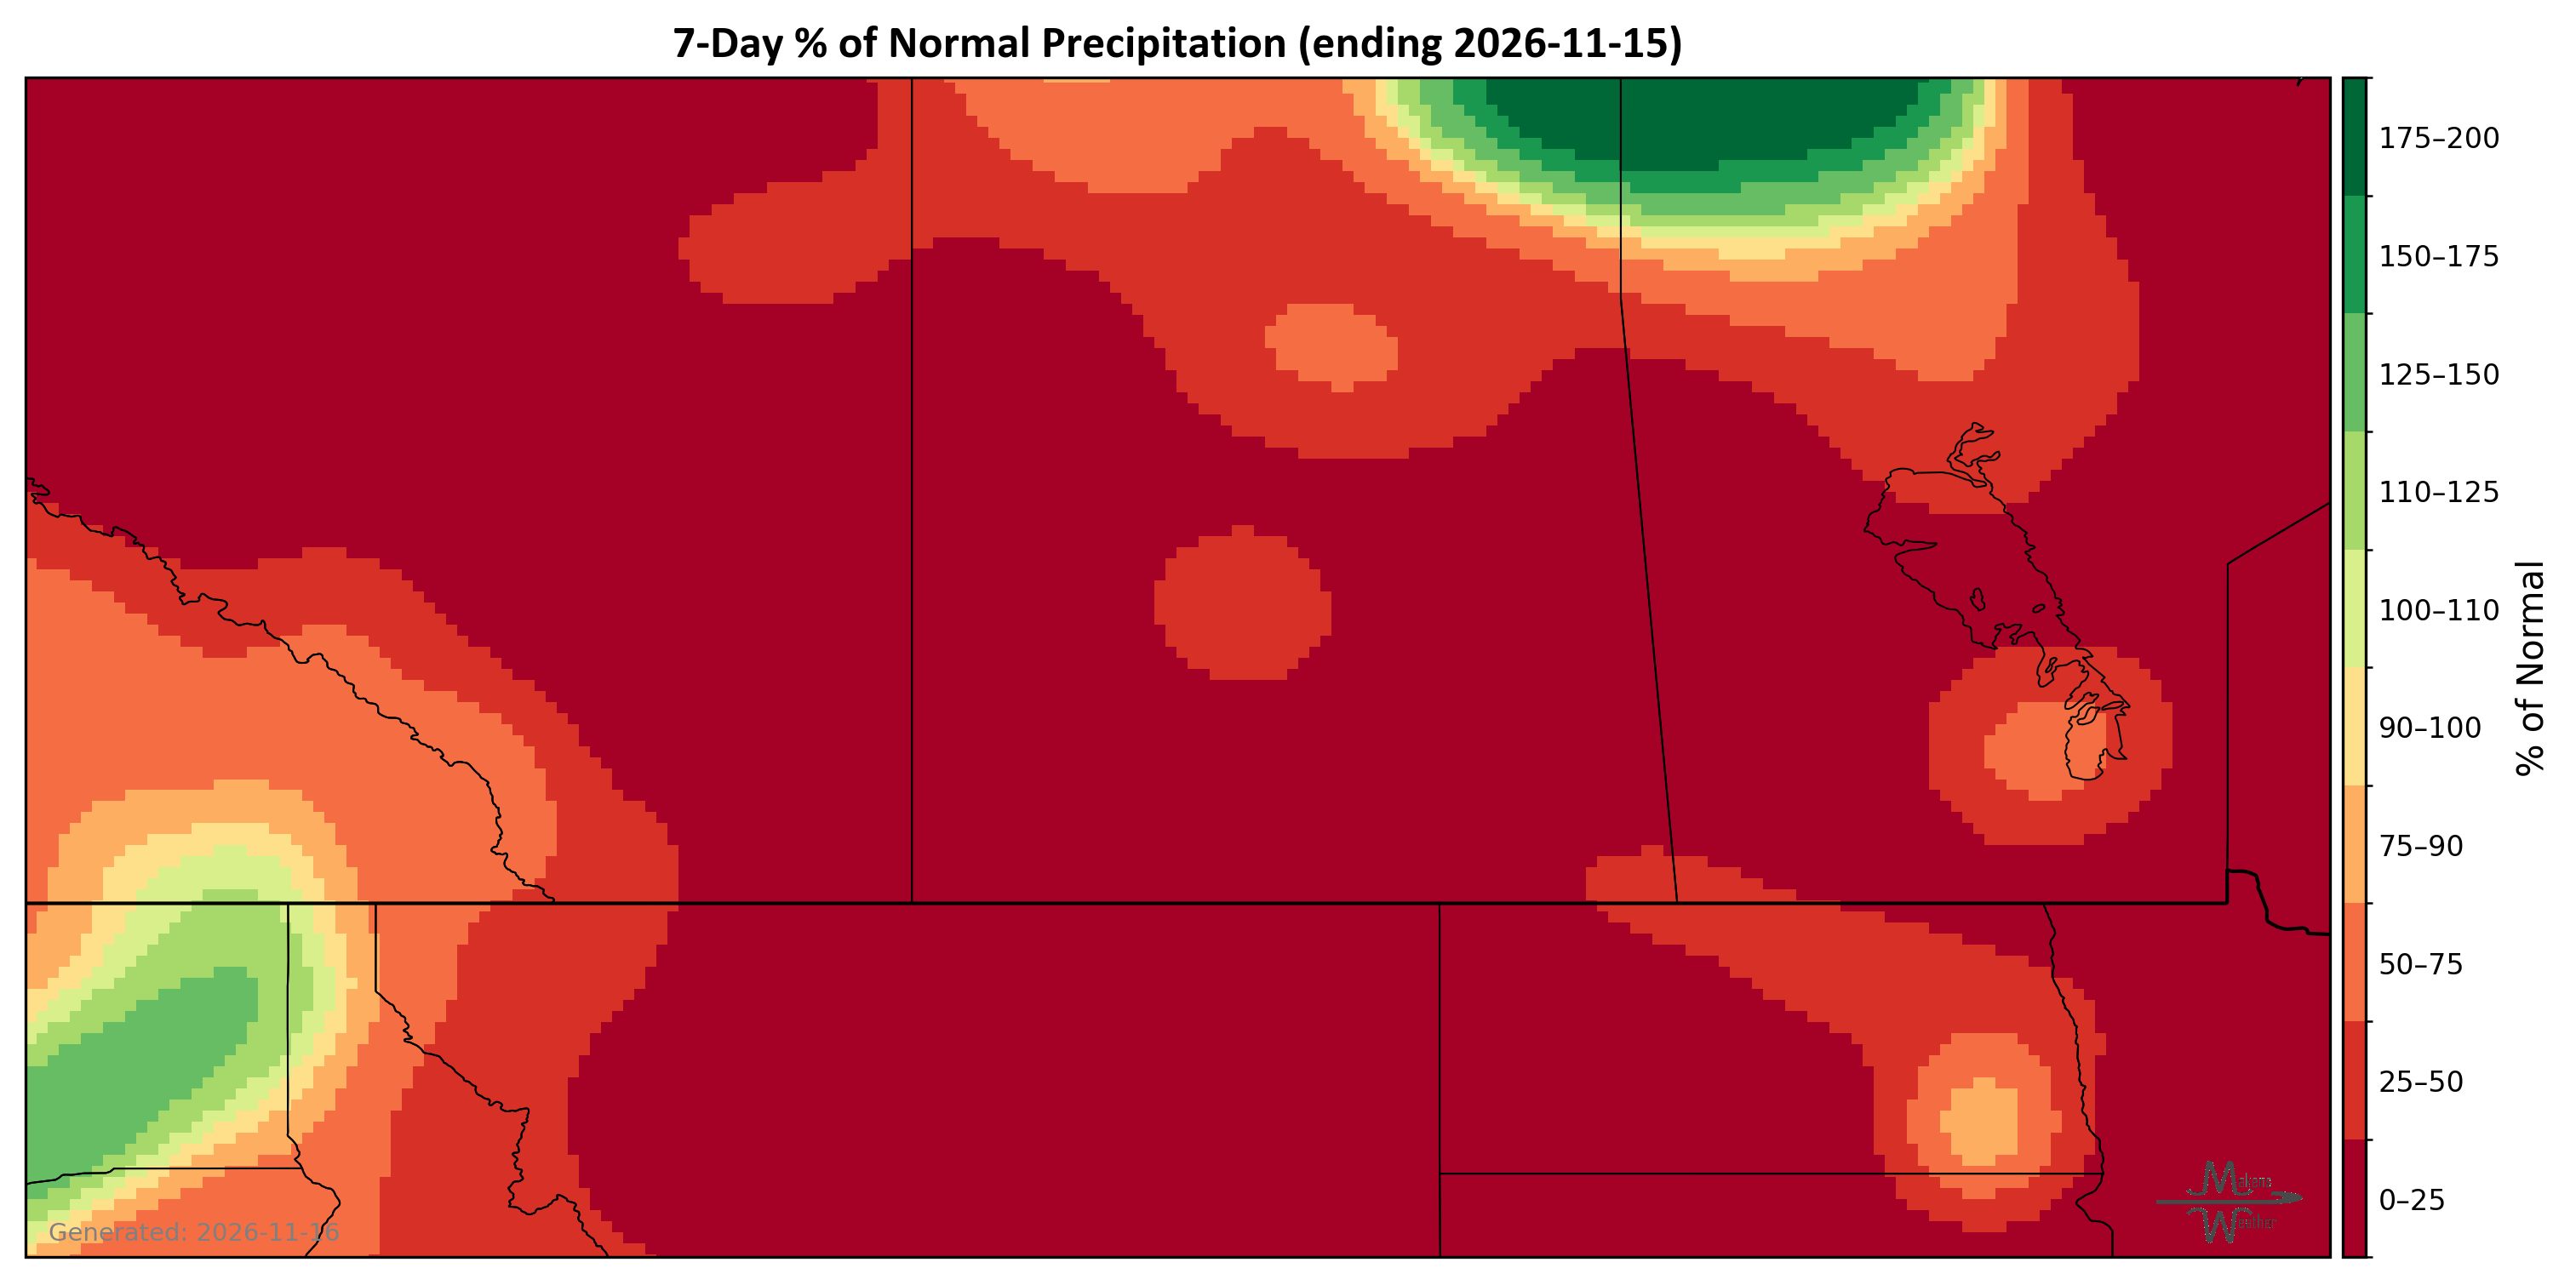 7-Day % of Normal Precipitation (ending 2026-11-15)
175–200
150–175
125–150
110–125
100–110
90–100
75–90
50–75
25–50
0–25
% of Normal
Generated: 2026-11-16
Weather